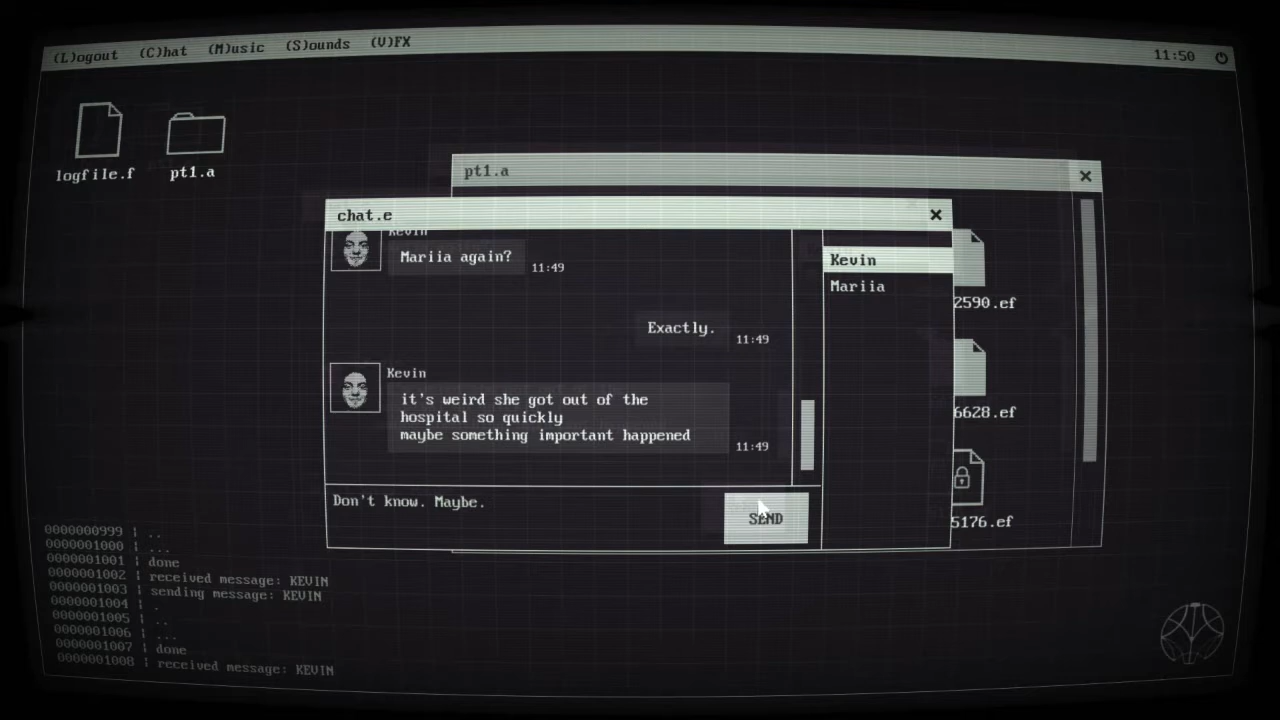 (L)ogout (C)hat (M)usic (S)ounds (V)FX 11:50
logfile.f pt1.a
pt1.a
chat.e
Kevin
Mariia again?
11:49
Exactly.
11:49
Kevin
it's weird she got out of the
hospital so quickly
maybe something important happened
11:49
Don't know. Maybe.
SEND
Kevin
Mariia
2590.ef
6628.ef
5176.ef
0000000999 | ..
0000001000 | ...
0000001001 | done
0000001002 | received message: KEVIN
0000001003 | sending message: KEVIN
0000001004 | .
0000001005 | ..
0000001006 | ...
0000001007 | done
0000001008 | received message: KEVIN